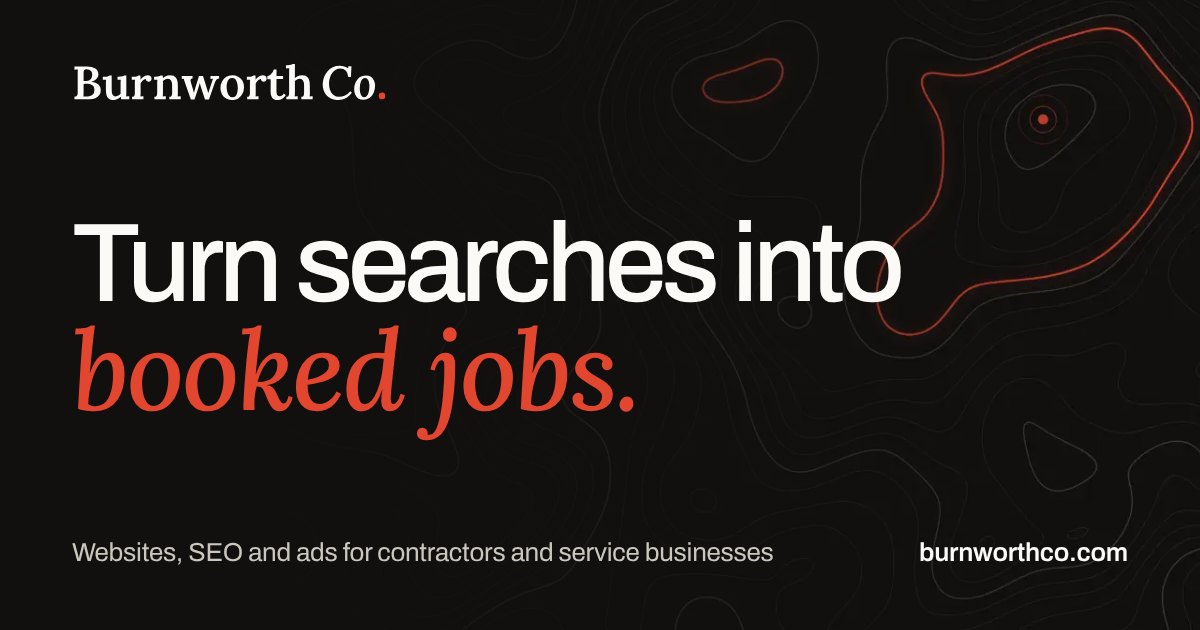 Burnworth Co.
Turn searches into
booked jobs.
Websites, SEO and ads for contractors and service businesses
burnworthco.com